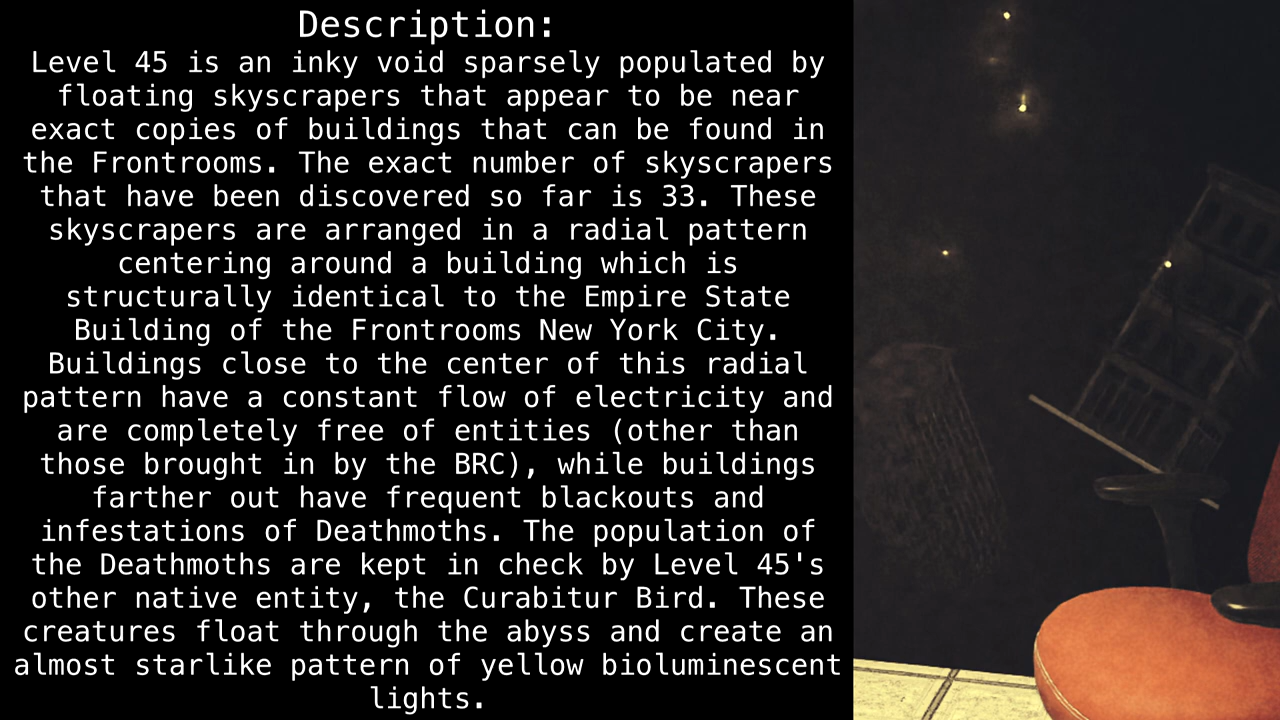 Description:
Level 45 is an inky void sparsely populated by
floating skyscrapers that appear to be near
exact copies of buildings that can be found in
the Frontrooms. The exact number of skyscrapers
that have been discovered so far is 33. These
skyscrapers are arranged in a radial pattern
centering around a building which is
structurally identical to the Empire State
Building of the Frontrooms New York City.
Buildings close to the center of this radial
pattern have a constant flow of electricity and
are completely free of entities (other than
those brought in by the BRC), while buildings
farther out have frequent blackouts and
infestations of Deathmoths. The population of
the Deathmoths are kept in check by Level 45's
other native entity, the Curabitur Bird. These
creatures float through the abyss and create an
almost starlike pattern of yellow bioluminescent
lights.